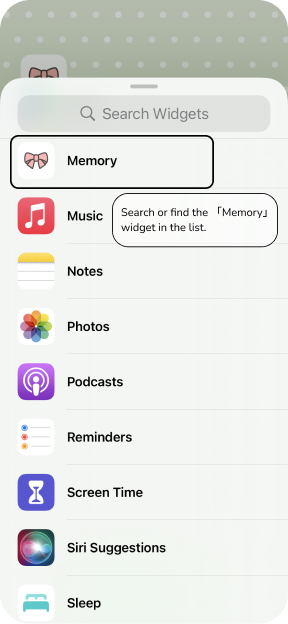 Search Widgets
Memory
Music
Search or find the 「Memory」
widget in the list.
Notes
Photos
Podcasts
Reminders
Screen Time
Siri Suggestions
Sleep